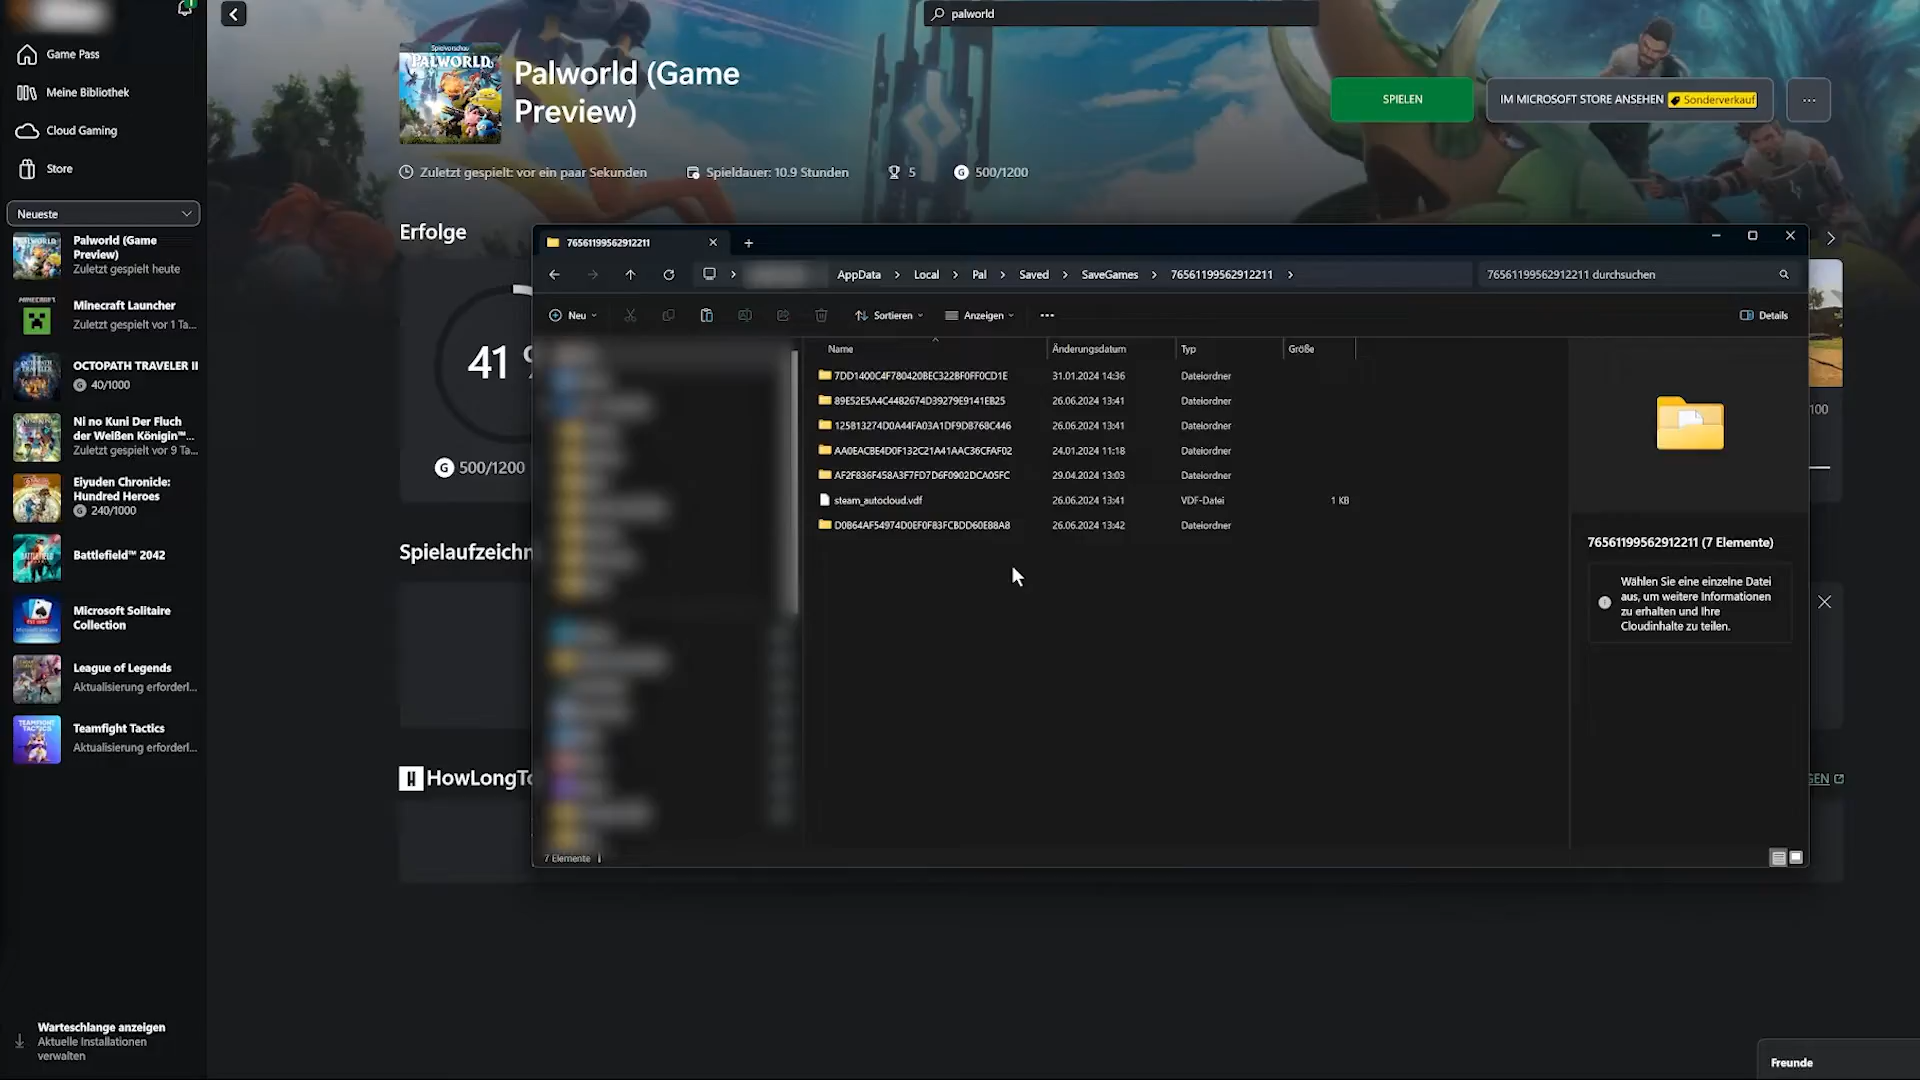 1
palworld
Game Pass
Meine Bibliothek
Cloud Gaming
Store
Neueste
Palworld (Game
Preview)
Zuletzt gespielt heute
Minecraft Launcher
Zuletzt gespielt vor 1 Ta...
OCTOPATH TRAVELER II
G 40/1000
Ni no Kuni Der Fluch
der Weißen Königin™...
Zuletzt gespielt vor 9 Ta...
Eiyuden Chronicle:
Hundred Heroes
G 240/1000
Battlefield™ 2042
Microsoft Solitaire
Collection
League of Legends
Aktualisierung erforderl...
Teamfight Tactics
Aktualisierung erforderl...
Warteschlange anzeigen
Aktuelle Installationen
verwalten
Spielvorschau
PALWORLD
Palworld (Game
Preview)
SPIELEN
IM MICROSOFT STORE ANSEHEN Sonderverkauf
Zuletzt gespielt: vor ein paar Sekunden
Spieldauer: 10.9 Stunden
5
G 500/1200
Erfolge
41 %
G 500/1200
Spielaufzeichn
HowLongTo
76561199562912211
AppData > Local > Pal > Saved > SaveGames > 76561199562912211 >
76561199562912211 durchsuchen
Neu
Sortieren
Anzeigen
Details
Name Änderungsdatum Typ Größe
7DD1400C4F780420BEC322BF0FF0CD1E 31.01.2024 14:36 Dateiordner
89E52E5A4C4482674D39279E9141EB25 26.06.2024 13:41 Dateiordner
125B13274D0A44FA03A1DF9DB768C446 26.06.2024 13:41 Dateiordner
AA0EACBE4D0F132C21A41AAC36CFAF02 24.01.2024 11:18 Dateiordner
AF2F836F458A3F7FD7D6F0902DCA05FC 29.04.2024 13:03 Dateiordner
steam_autocloud.vdf 26.06.2024 13:41 VDF-Datei 1 KB
D0B64AF54974D0EF0F83FCBDD60E88A8 26.06.2024 13:42 Dateiordner
76561199562912211 (7 Elemente)
Wählen Sie eine einzelne Datei
aus, um weitere Informationen
zu erhalten und Ihre
Cloudinhalte zu teilen.
7 Elemente
100
GEN
Freunde